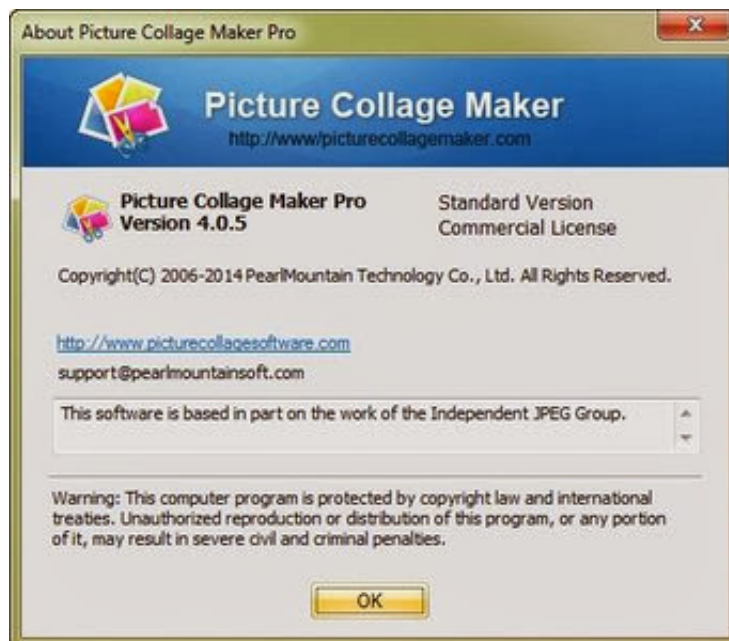 About Picture Collage Maker Pro
Picture Collage Maker
http://www/picturecollagemaker.com
Picture Collage Maker Pro
Version 4.0.5
Standard Version
Commercial License
Copyright(C) 2006-2014 PearlMountain Technology Co., Ltd. All Rights Reserved.
http://www.picturecollagesoftware.com
support@pearlmountainsoft.com
This software is based in part on the work of the Independent JPEG Group.
Warning: This computer program is protected by copyright law and international
treaties. Unauthorized reproduction or distribution of this program, or any portion
of it, may result in severe civil and criminal penalties.
OK